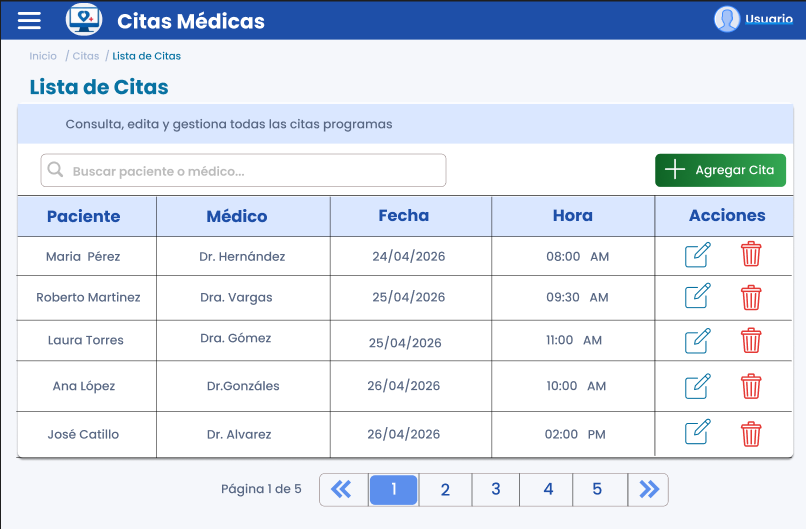 Citas Médicas
Usuario
Inicio / Citas / Lista de Citas
Lista de Citas
Consulta, edita y gestiona todas las citas programas
Buscar paciente o médico...
Agregar Cita
Paciente Médico Fecha Hora Acciones
Maria Pérez Dr. Hernández 24/04/2026 08:00 AM
Roberto Martinez Dra. Vargas 25/04/2026 09:30 AM
Laura Torres Dra. Gómez 25/04/2026 11:00 AM
Ana López Dr.Gonzáles 26/04/2026 10:00 AM
José Catillo Dr. Alvarez 26/04/2026 02:00 PM
Página 1 de 5 1 2 3 4 5